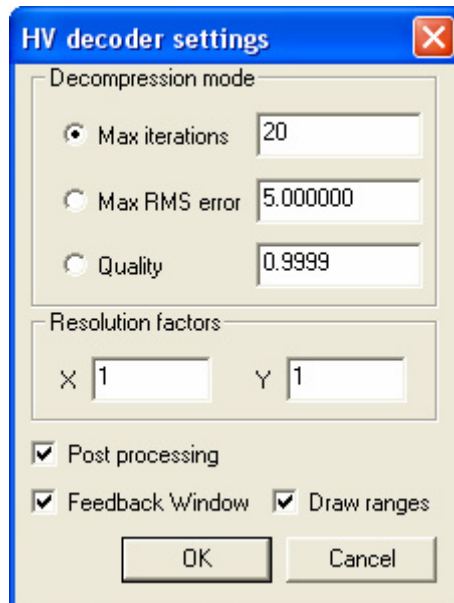 HV decoder settings
Decompression mode
Max iterations 20
Max RMS error 5.000000
Quality 0.9999
Resolution factors
X 1 Y 1
Post processing
Feedback Window Draw ranges
OK Cancel